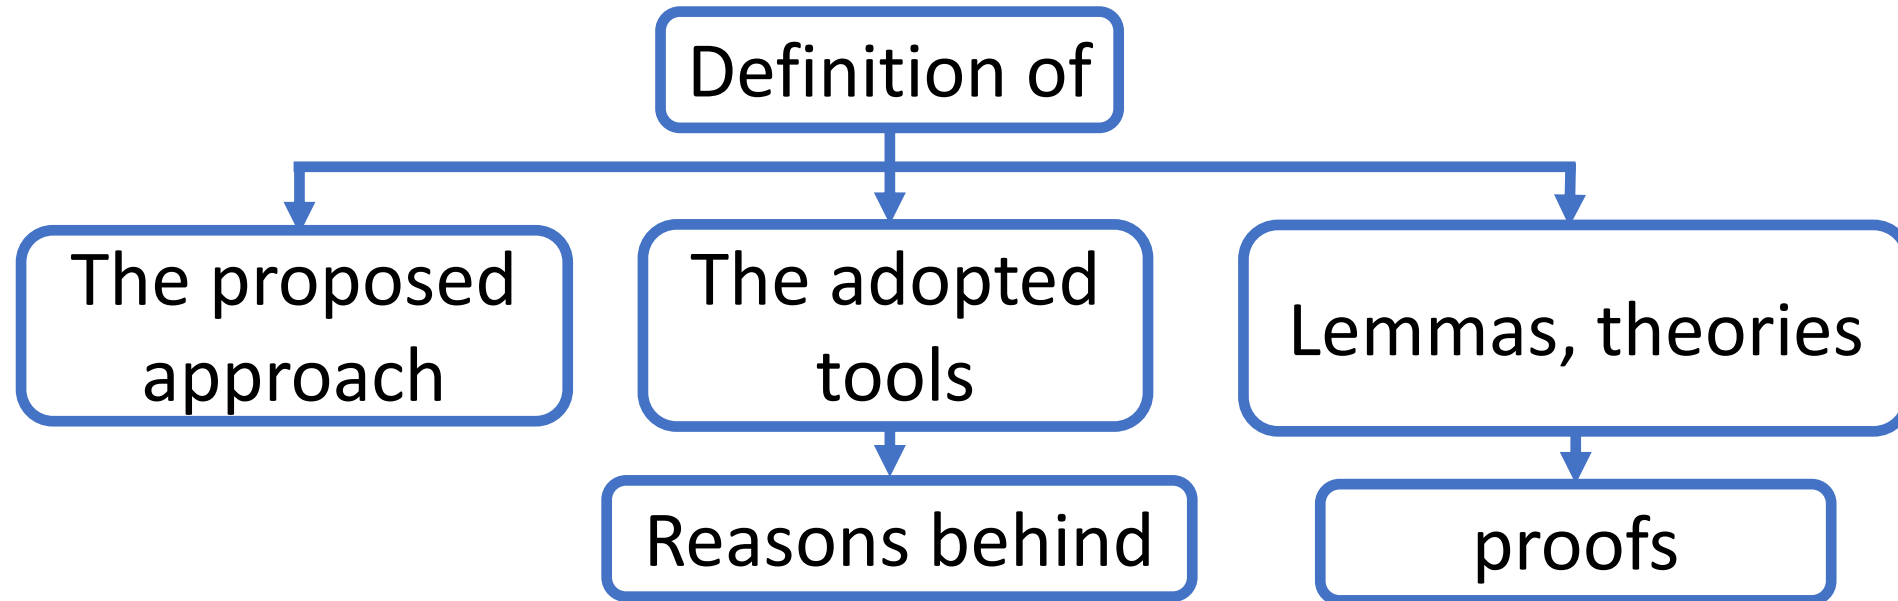 Definition of
The proposed
approach
The adopted
tools
Lemmas, theories
Reasons behind
proofs